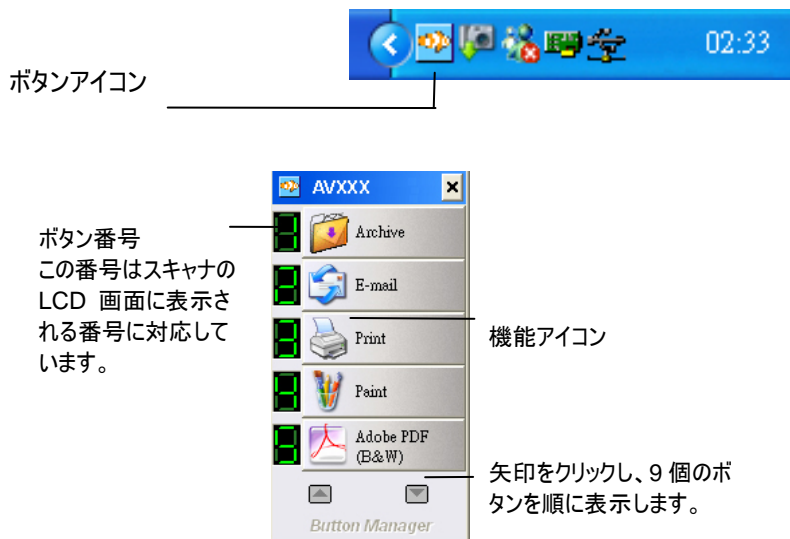 02:33
ボタンアイコン
AVXXX
ボタン番号
この番号はスキャナの
LCD 画面に表示さ
れる番号に対応して
います。
Archive
E-mail
Print
機能アイコン
Paint
Adobe PDF
(B&W)
矢印をクリックし、9 個のボ
タンを順に表示します。
Button Manager